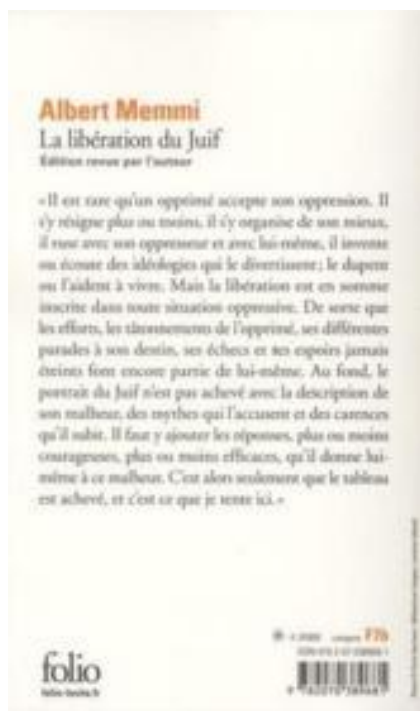 Albert Memmi
La libération du Juif
Édition revue par l'auteur
« Il est rare qu'un opprimé accepte son oppression. Il
s'y résigne plus ou moins, il s'y organise de son mieux,
il ruse avec son oppresseur et avec lui-même, il invente
ou écoute des idéologies qui le divertissent ; le dupent
ou l'aident à vivre. Mais la libération est en somme
inscrite dans toute situation oppressive. De sorte que
les efforts, les tâtonnements de l'opprimé, ses différentes
parades à son destin, ses échecs et ses espoirs jamais
éteints font encore partie de lui-même. Au fond, le
portrait du Juif n'est pas achevé avec la description de
son malheur, des mythes qui l'accusent et des carences
qu'il subit. Il faut y ajouter les réponses, plus ou moins
courageuses, plus ou moins efficaces, qu'il donne lui-
même à ce malheur. C'est alors seulement que le tableau
est achevé, et c'est ce que je tente ici. »
folio
folio-lesite.fr